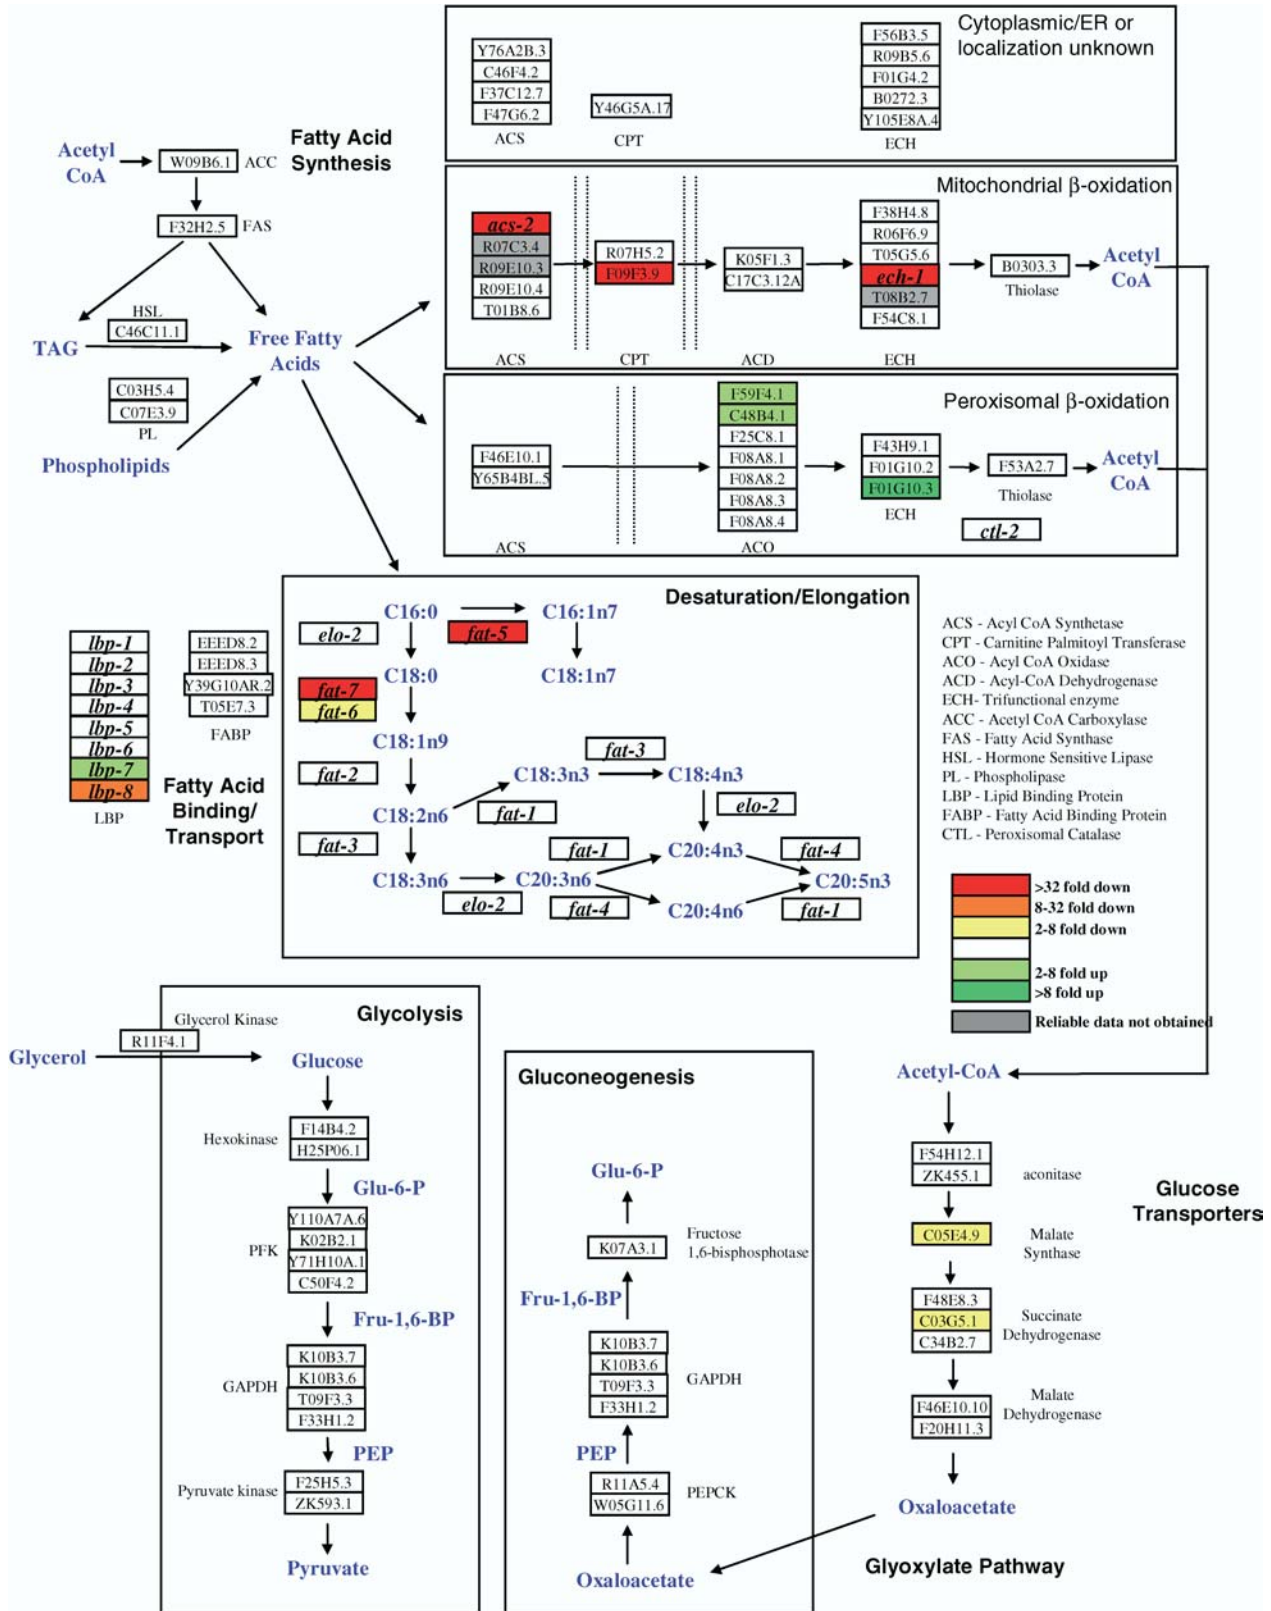 Cytoplasmic/ER or
localization unknown
Y76A2B.3
C46F4.2
F37C12.7
F47G6.2
ACS
Y46G5A.17
CPT
F56B3.5
R09B5.6
F01G4.2
B0272.3
Y105E8A.4
ECH
Fatty Acid
Synthesis
Acetyl
CoA
W09B6.1
ACC
F32H2.5
FAS
HSL
C46C11.1
TAG
Free Fatty
Acids
C03H5.4
C07E3.9
PL
Phospholipids
Mitochondrial β-oxidation
acs-2
R07C3.4
R09E10.3
R09E10.4
T01B8.6
ACS
R07H5.2
F09F3.9
CPT
K05F1.3
C17C3.12A
ACD
F38H4.8
R06F6.9
T05G5.6
ech-1
T08B2.7
F54C8.1
ECH
B0303.3
Thiolase
Acetyl
CoA
Peroxisomal β-oxidation
F46E10.1
Y65B4BL.5
ACS
F59F4.1
C48B4.1
F25C8.1
F08A8.1
F08A8.2
F08A8.3
F08A8.4
ACO
F43H9.1
F01G10.2
F01G10.3
ECH
F53A2.7
Thiolase
ctl-2
Acetyl
CoA
lbp-1
lbp-2
lbp-3
lbp-4
lbp-5
lbp-6
lbp-7
lbp-8
LBP
EEED8.2
EEED8.3
Y39G10AR.2
T05E7.3
FABP
Fatty Acid
Binding/
Transport
Desaturation/Elongation
C16:0
C16:1n7
elo-2
fat-5
C18:0
C18:1n7
fat-7
fat-6
C18:1n9
fat-2
C18:3n3
fat-3
C18:4n3
C18:2n6
fat-1
elo-2
fat-3
fat-1
C20:4n3
fat-4
C18:3n6
C20:3n6
C20:5n3
elo-2
fat-4
C20:4n6
fat-1
ACS - Acyl CoA Synthetase
CPT - Carnitine Palmitoyl Transferase
ACO - Acyl CoA Oxidase
ACD - Acyl-CoA Dehydrogenase
ECH- Trifunctional enzyme
ACC - Acetyl CoA Carboxylase
FAS - Fatty Acid Synthase
HSL - Hormone Sensitive Lipase
PL - Phospholipase
LBP - Lipid Binding Protein
FABP - Fatty Acid Binding Protein
CTL - Peroxisomal Catalase
>32 fold down
8-32 fold down
2-8 fold down
2-8 fold up
>8 fold up
Reliable data not obtained
Glycolysis
Glycerol Kinase
R11F4.1
Glycerol
Glucose
Hexokinase
F14B4.2
H25P06.1
Glu-6-P
PFK
Y110A7A.6
K02B2.1
Y71H10A.1
C50F4.2
Fru-1,6-BP
GAPDH
K10B3.7
K10B3.6
T09F3.3
F33H1.2
PEP
Pyruvate kinase
F25H5.3
ZK593.1
Pyruvate
Gluconeogenesis
Glu-6-P
K07A3.1
Fructose
1,6-bisphosphotase
Fru-1,6-BP
K10B3.7
K10B3.6
T09F3.3
F33H1.2
GAPDH
PEP
R11A5.4
W05G11.6
PEPCK
Oxaloacetate
Acetyl-CoA
F54H12.1
ZK455.1
aconitase
Glucose
Transporters
C05E4.9
Malate
Synthase
F48E8.3
C03G5.1
C34B2.7
Succinate
Dehydrogenase
F46E10.10
F20H11.3
Malate
Dehydrogenase
Oxaloacetate
Glyoxylate Pathway